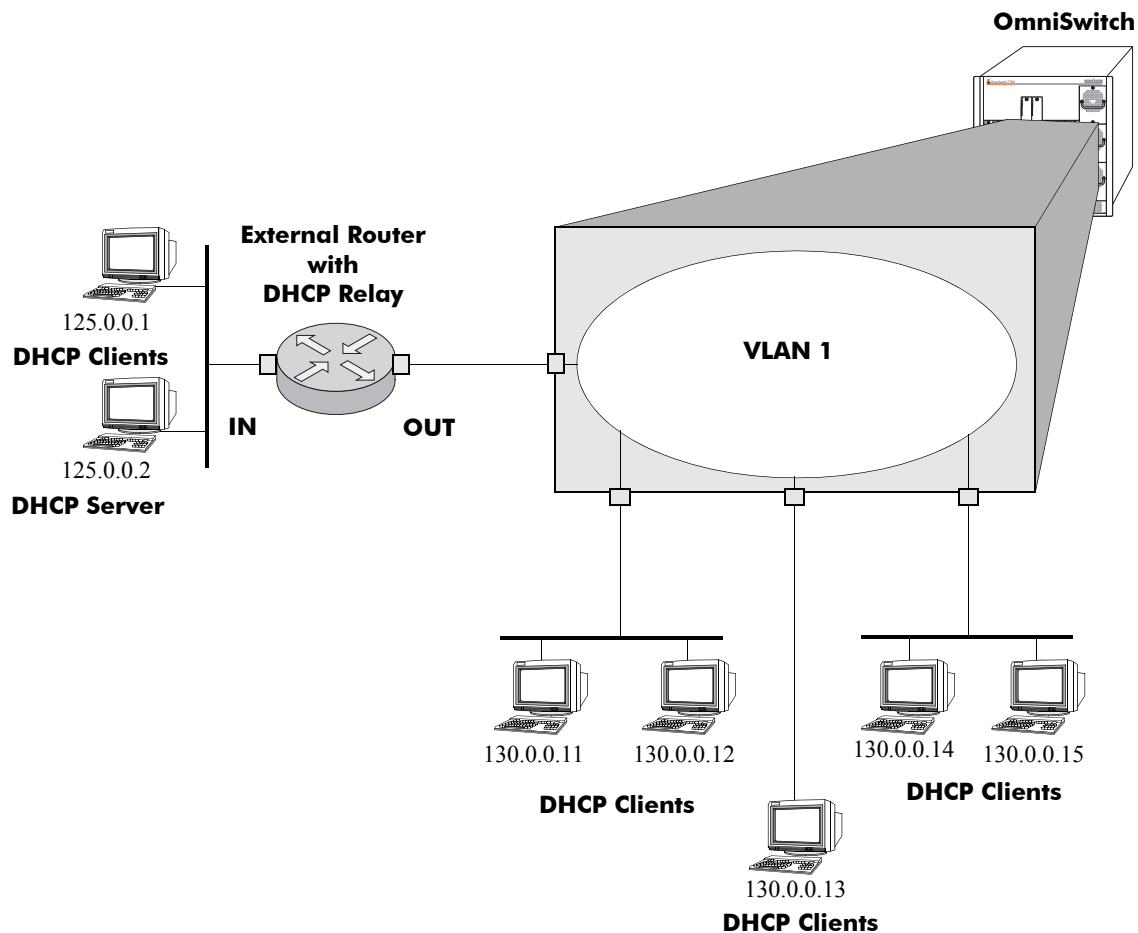 OmniSwitch
External Router
with
DHCP Relay
125.0.0.1
DHCP Clients
VLAN 1
IN
OUT
125.0.0.2
DHCP Server
130.0.0.11
130.0.0.12
130.0.0.14
130.0.0.15
DHCP Clients
DHCP Clients
130.0.0.13
DHCP Clients